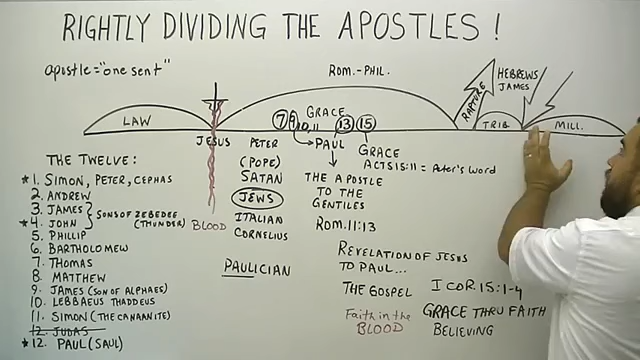 RIGHTLY DIVIDING THE APOSTLES!
apostle = "one sent"
ROM.-PHIL.
HEBREWS
JAMES
RAPTURE
LAW
GRACE
7 9 10, 11 13 15
TRIB
MILL.
JESUS
PETER
(POPE)
SATAN
JEWS
ITALIAN
CORNELIUS
PAULICIAN
BLOOD
PAUL
THE APOSTLE
TO THE
GENTILES
ROM. 11:13
GRACE
ACTS 15:11 = Peter's Word
THE TWELVE:
* 1. SIMON, PETER, CEPHAS
2. ANDREW
3. JAMES
* 4. JOHN
SONS OF ZEBEDEE
(THUNDER)
5. PHILLIP
6. BARTHOLOMEW
7. THOMAS
8. MATTHEW
9. JAMES (SON OF ALPHAES)
10. LEBBAEUS THADDEUS
11. SIMON (THE CANAANITE)
12. JUDAS
* 12. PAUL (SAUL)
REVELATION OF JESUS
TO PAUL...
THE GOSPEL I COR. 15:1-4
Faith in the
BLOOD
GRACE THRU FAITH
BELIEVING